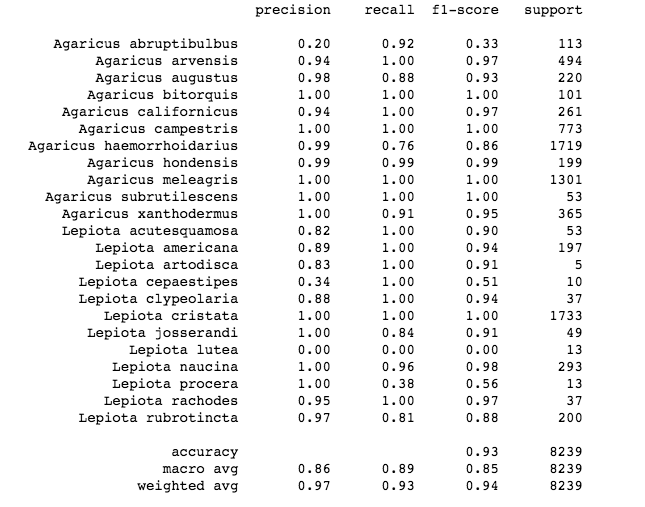 precision recall f1-score support
Agaricus abruptibulbus 0.20 0.92 0.33 113
Agaricus arvensis 0.94 1.00 0.97 494
Agaricus augustus 0.98 0.88 0.93 220
Agaricus bitorquis 1.00 1.00 1.00 101
Agaricus californicus 0.94 1.00 0.97 261
Agaricus campestris 1.00 1.00 1.00 773
Agaricus haemorrhoidarius 0.99 0.76 0.86 1719
Agaricus hondensis 0.99 0.99 0.99 199
Agaricus meleagris 1.00 1.00 1.00 1301
Agaricus subrutilescens 1.00 1.00 1.00 53
Agaricus xanthodermus 1.00 0.91 0.95 365
Lepiota acutesquamosa 0.82 1.00 0.90 53
Lepiota americana 0.89 1.00 0.94 197
Lepiota artodisca 0.83 1.00 0.91 5
Lepiota cepaestipes 0.34 1.00 0.51 10
Lepiota clypeolaria 0.88 1.00 0.94 37
Lepiota cristata 1.00 1.00 1.00 1733
Lepiota josserandi 1.00 0.84 0.91 49
Lepiota lutea 0.00 0.00 0.00 13
Lepiota naucina 1.00 0.96 0.98 293
Lepiota procera 1.00 0.38 0.56 13
Lepiota rachodes 0.95 1.00 0.97 37
Lepiota rubrotincta 0.97 0.81 0.88 200
accuracy 0.93 8239
macro avg 0.86 0.89 0.85 8239
weighted avg 0.97 0.93 0.94 8239